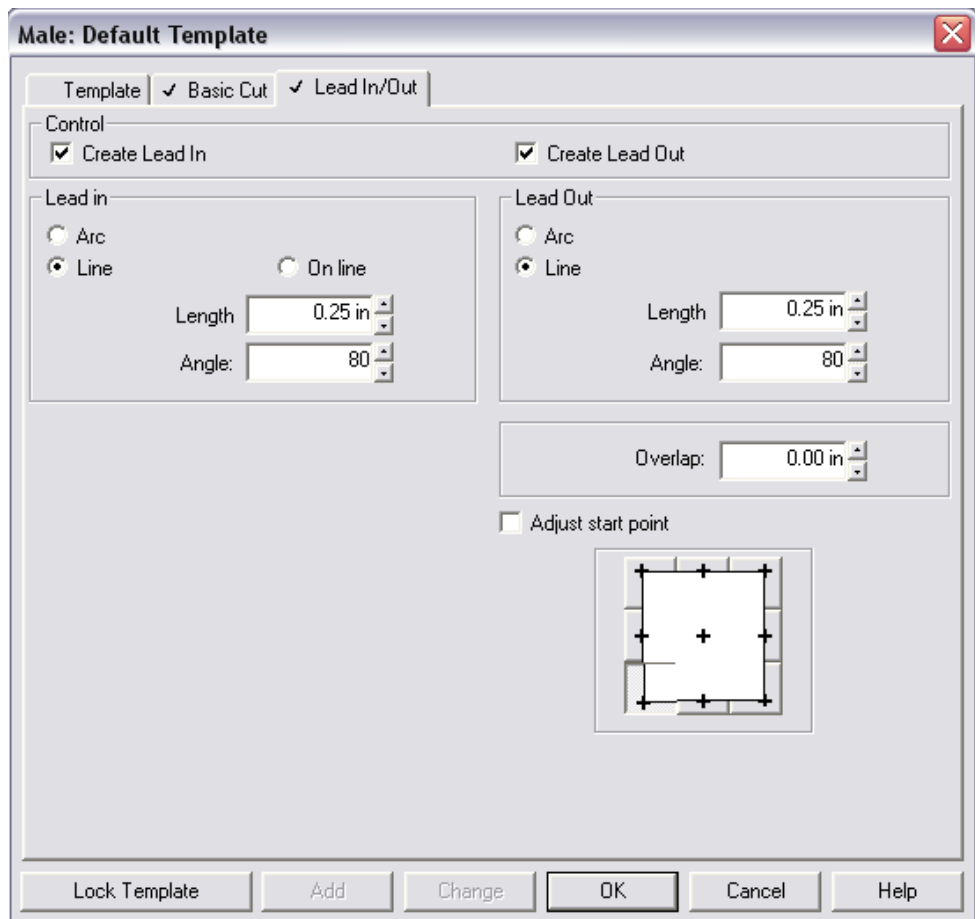 Male: Default Template
Template ✓ Basic Cut ✓ Lead In/Out
Control
Create Lead In
Create Lead Out
Lead in
Arc
Line
On line
Length 0.25 in
Angle: 80
Lead Out
Arc
Line
Length 0.25 in
Angle: 80
Overlap: 0.00 in
Adjust start point
Lock Template Add Change OK Cancel Help